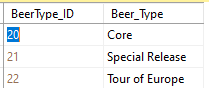 BeerType_ID Beer_Type
20 Core
21 Special Release
22 Tour of Europe